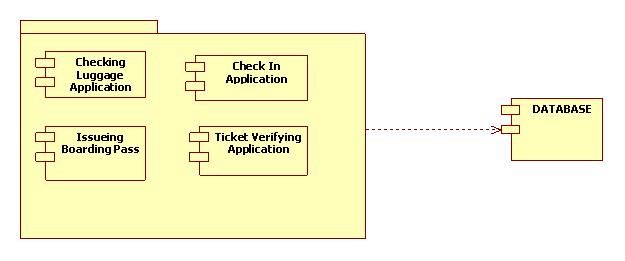 Checking
Luggage
Application
Check In
Application
Issueing
Boarding Pass
Ticket Verifying
Application
DATABASE